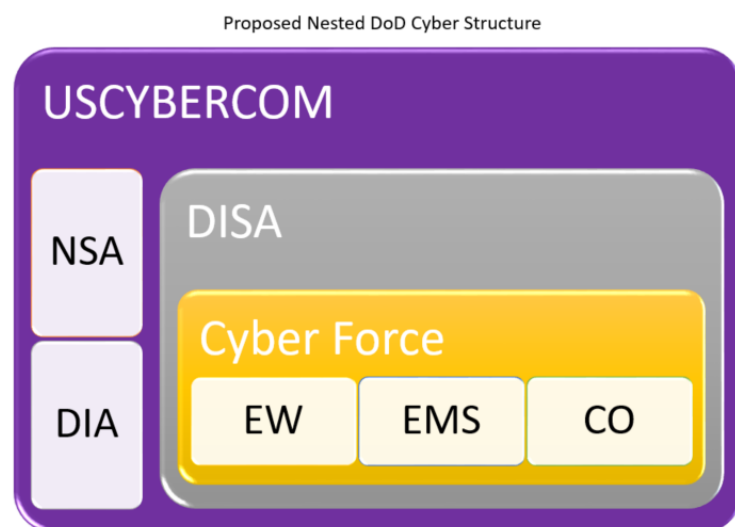 Proposed Nested DoD Cyber Structure
USCYBERCOM
NSA
DIA
DISA
Cyber Force
EW
EMS
CO